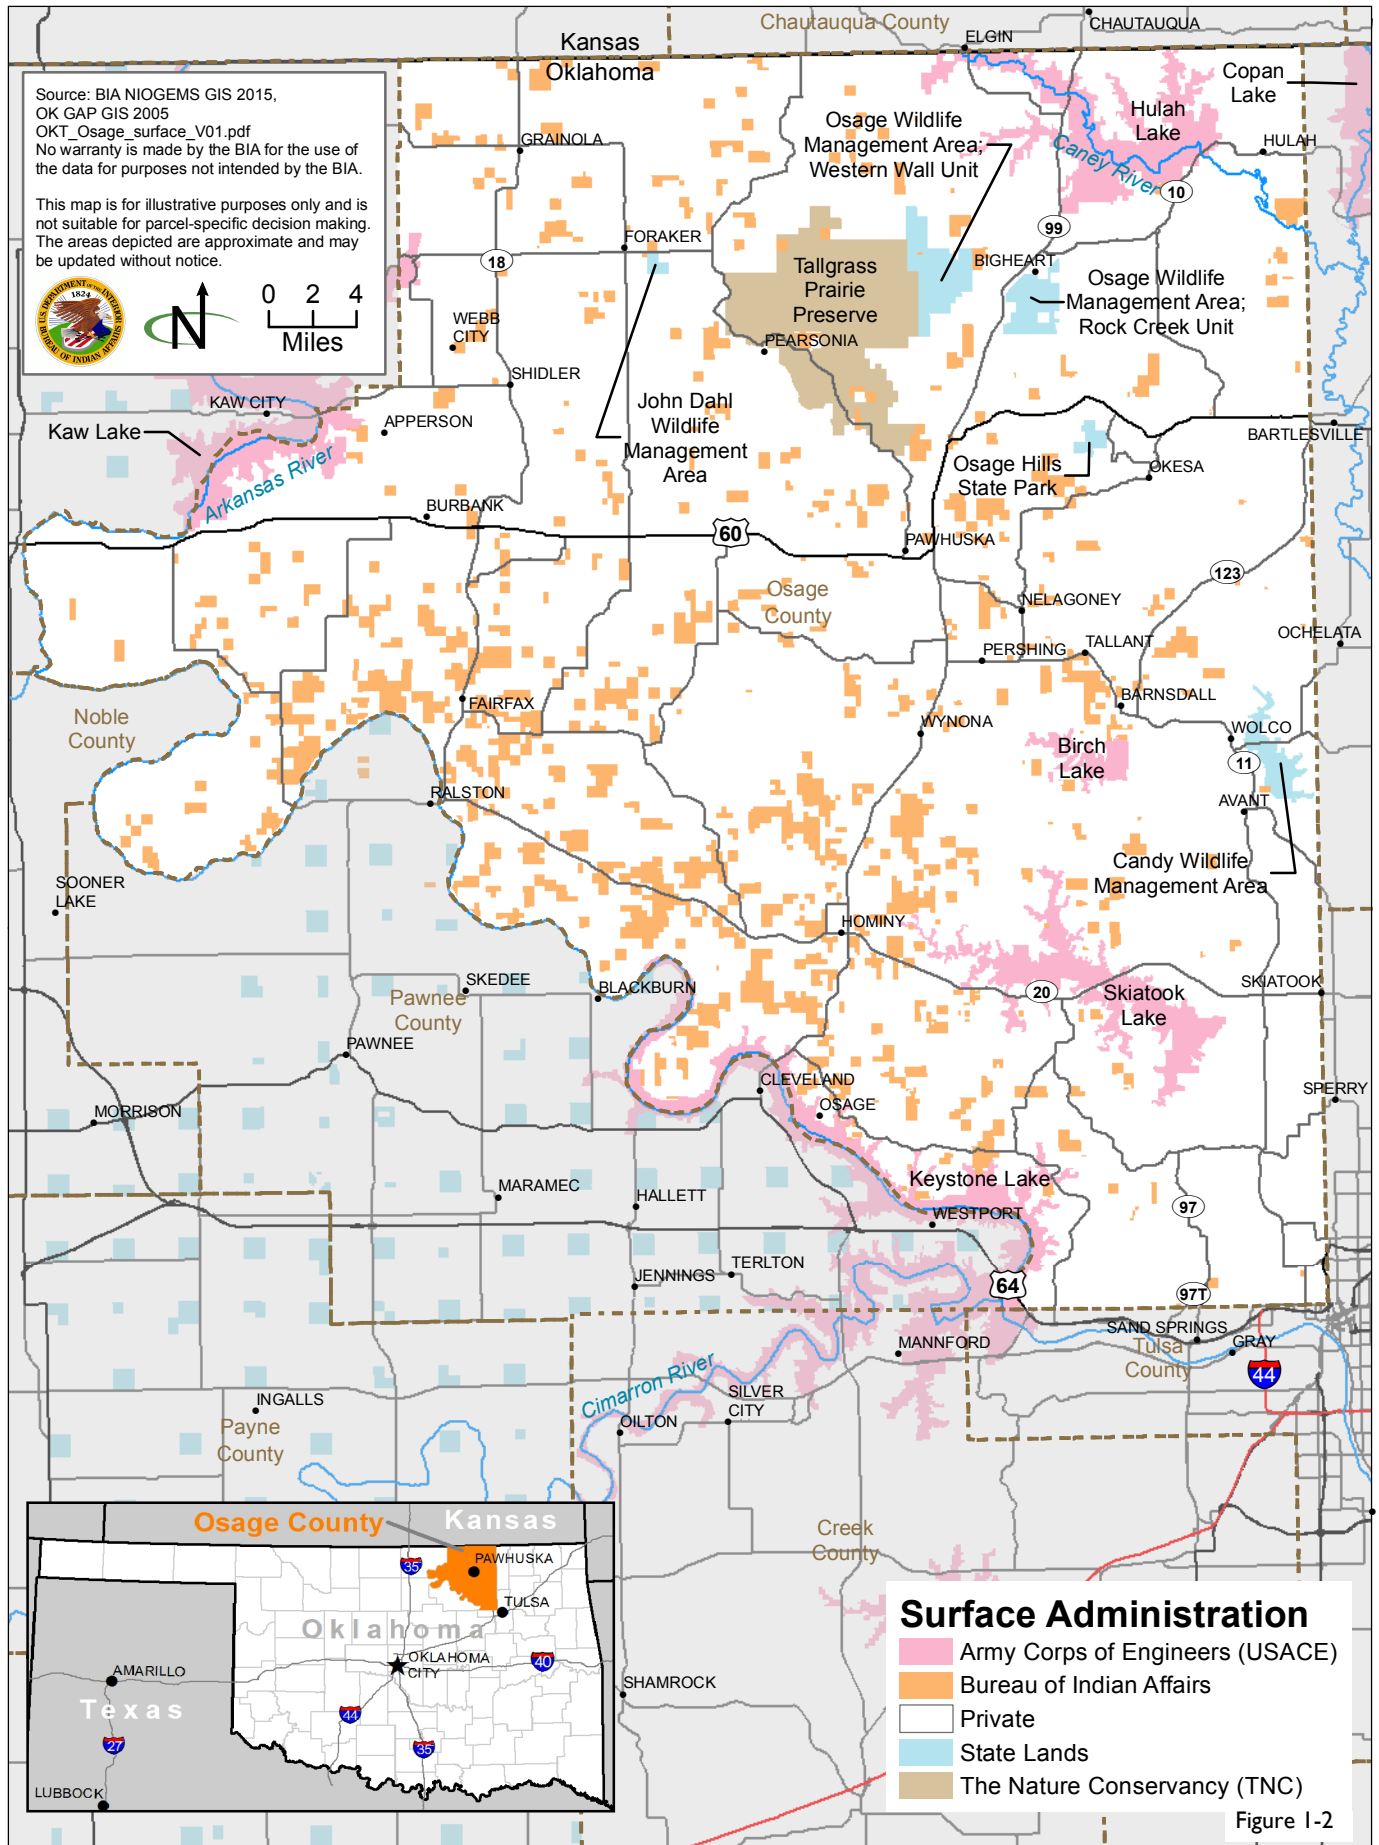 Chautauqua County
CHAUTAUQUA
ELGIN
Kansas
Oklahoma
Copan
Lake
Source: BIA NIOGEMS GIS 2015,
OK GAP GIS 2005
OKT_Osage_surface_V01.pdf
No warranty is made by the BIA for the use of
the data for purposes not intended by the BIA.
This map is for illustrative purposes only and is
not suitable for parcel-specific decision making.
The areas depicted are approximate and may
be updated without notice.
U.S. DEPARTMENT OF THE INTERIOR
1824
BUREAU OF INDIAN AFFAIRS
N
0 2 4
Miles
GRAINOLA
Osage Wildlife
Management Area;
Western Wall Unit
Hulah
Lake
HULAH
Caney River
10
99
FORAKER
18
BIGHEART
Tallgrass
Prairie
Preserve
Osage Wildlife
Management Area;
Rock Creek Unit
WEBB
CITY
PEARSONIA
SHIDLER
KAW CITY
Kaw Lake
APPERSON
John Dahl
Wildlife
Management
Area
BARTLESVILLE
Osage Hills
State Park
OKESA
Arkansas River
BURBANK
60
PAWHUSKA
123
Osage
County
NELAGONEY
OCHELATA
PERSHING
TALLANT
BARNSDALL
FAIRFAX
Noble
County
WYNONA
WOLCO
Birch
Lake
11
RALSTON
AVANT
Candy Wildlife
Management Area
SOONER
LAKE
HOMINY
SKEDEE
BLACKBURN
Pawnee
County
20
Skiatook
Lake
SKIATOOK
PAWNEE
CLEVELAND
OSAGE
SPERRY
MORRISON
Keystone Lake
MARAMEC
HALLETT
WESTPORT
97
TERLTON
JENNINGS
64
97T
MANNFORD
SAND SPRINGS
GRAY
Tulsa
County
44
Cimarron River
INGALLS
Payne
County
SILVER
CITY
OILTON
Creek
County
SHAMROCK
Osage County
Kansas
35
PAWHUSKA
TULSA
Oklahoma
OKLAHOMA
CITY
40
AMARILLO
Texas
44
27
35
LUBBOCK
Surface Administration
Army Corps of Engineers (USACE)
Bureau of Indian Affairs
Private
State Lands
The Nature Conservancy (TNC)
Figure 1-2